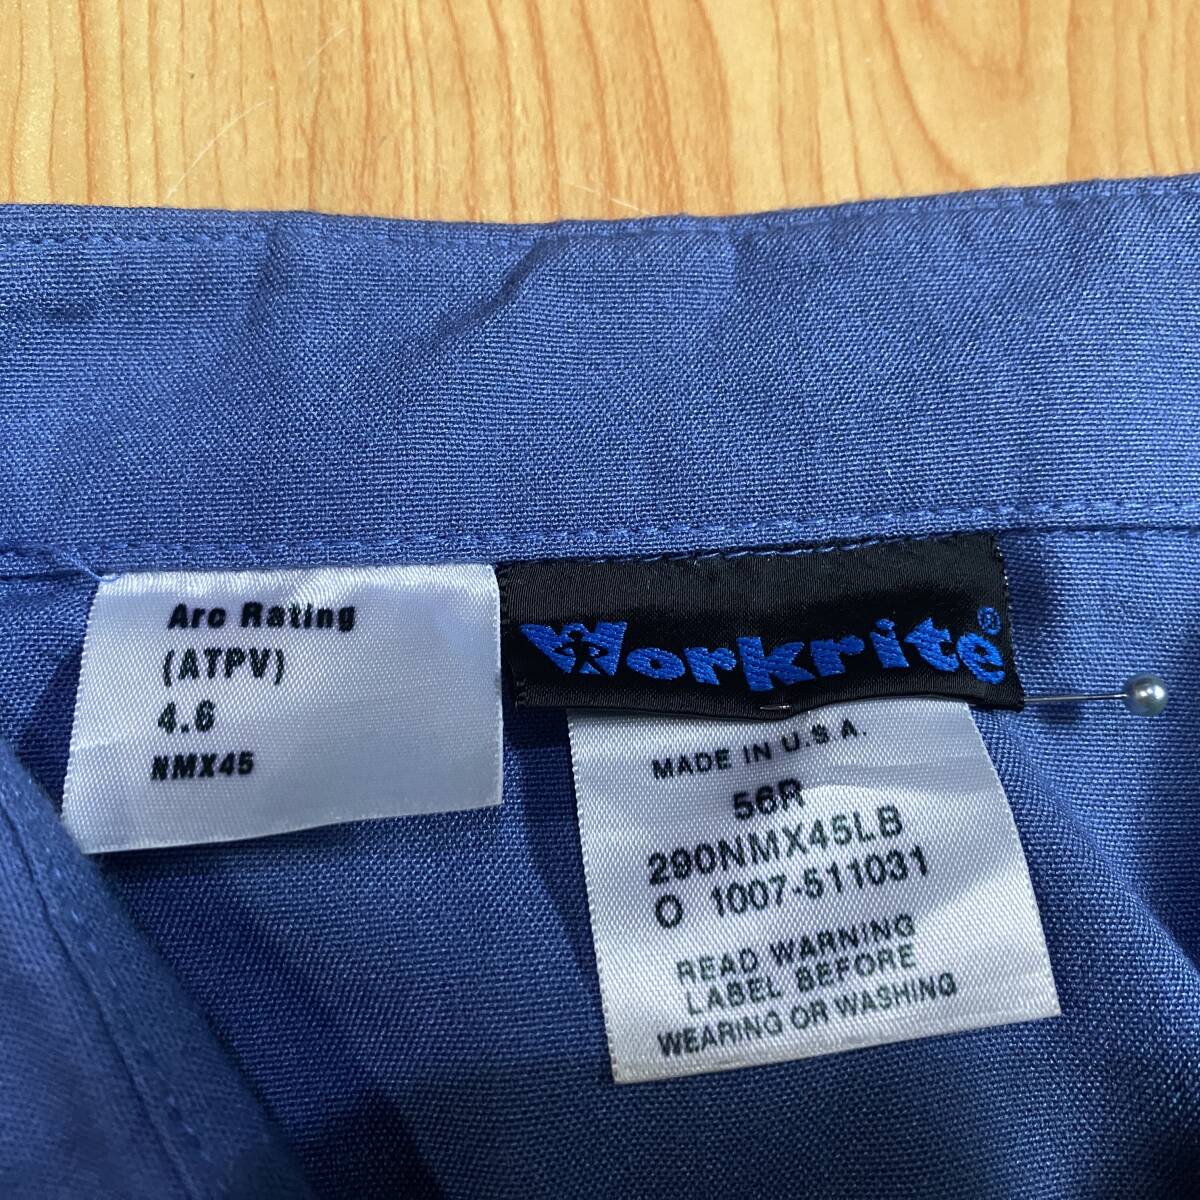 Arc Rating
(ATPV)
4.6
NMX45
Workrite®
MADE IN U.S.A.
56R
290NMX45LB
O 1007-511031
READ WARNING
LABEL BEFORE
WEARING OR WASHING